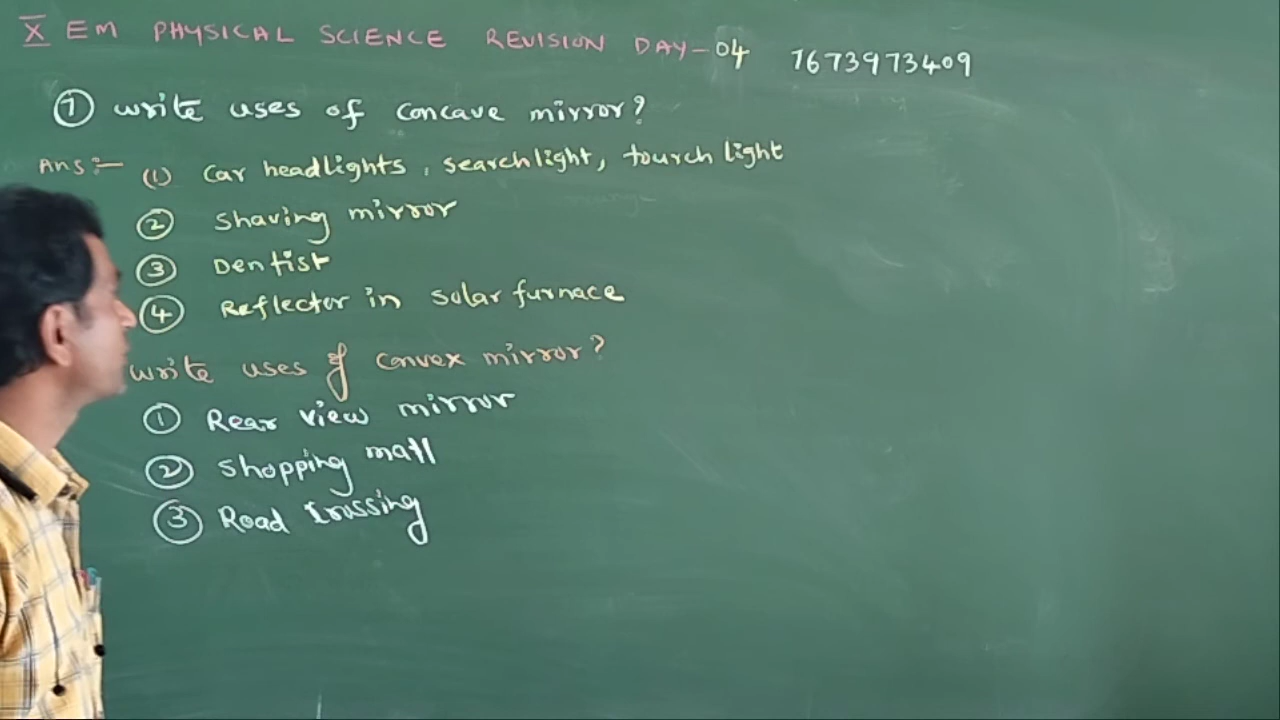 X EM PHYSICAL SCIENCE REVISION DAY-04 7673973409
7 write uses of concave mirror?
Ans:- (1) Car headlights, searchlight, tourch light
2 Shaving mirror
3 Dentist
4 Reflector in solar furnace
write uses of convex mirror?
1 Rear view mirror
2 shopping mall
3 Road Crossing